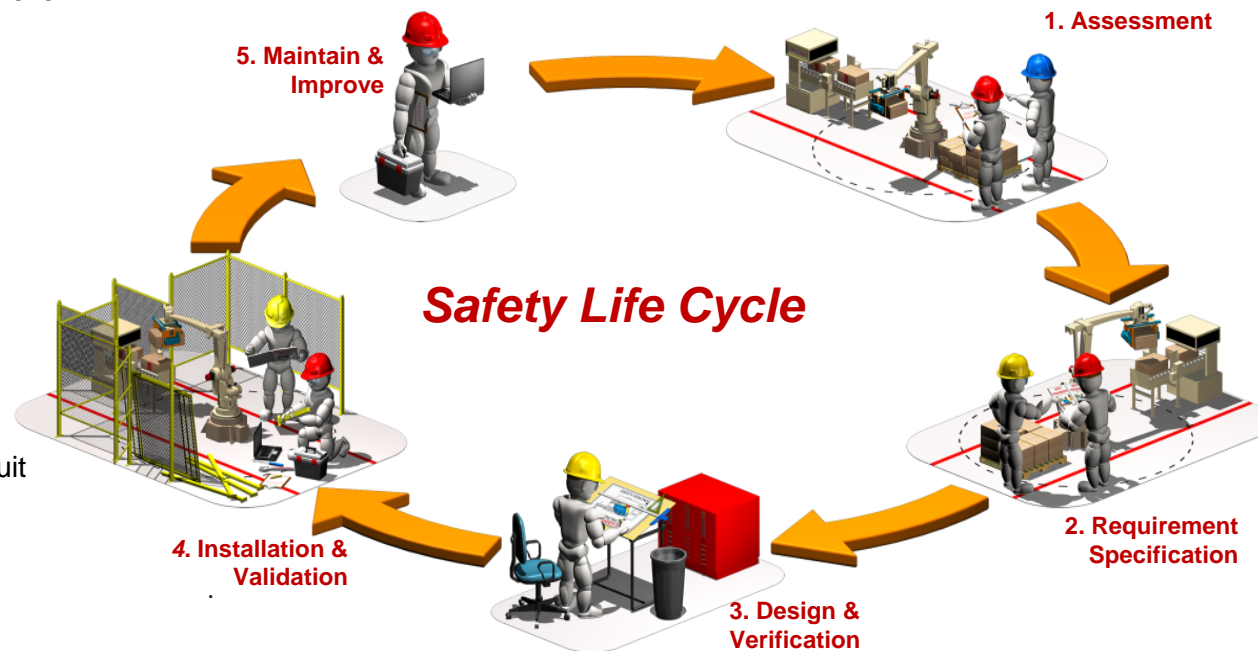 1. Assessment
5. Maintain &
Improve
Safety Life Cycle
uit
2. Requirement
Specification
4. Installation &
Validation
3. Design &
Verification